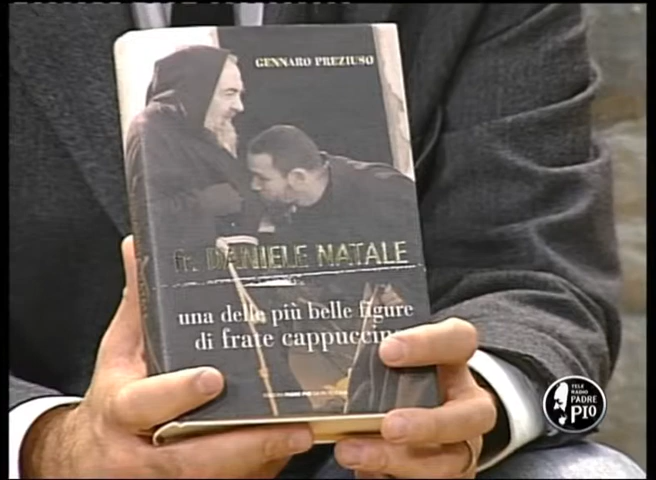 GENNARO PREZIUSO
fr. DANIELE NATALE
una delle più belle figure
di frate cappuccino
TELE
RADIO
PADRE
PIO